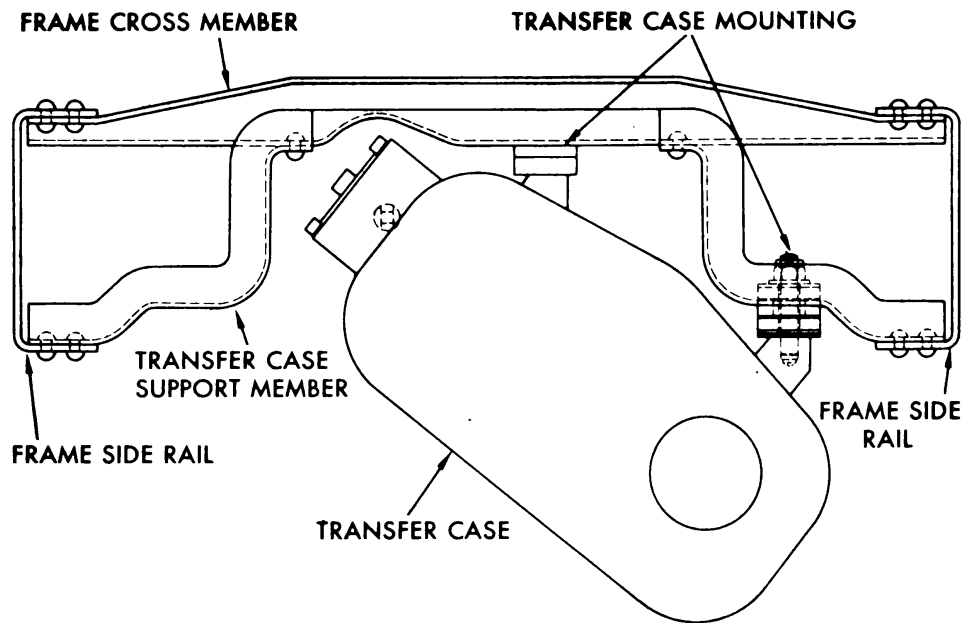 FRAME CROSS MEMBER
TRANSFER CASE MOUNTING
TRANSFER CASE
SUPPORT MEMBER
FRAME SIDE
RAIL
FRAME SIDE RAIL
TRANSFER CASE